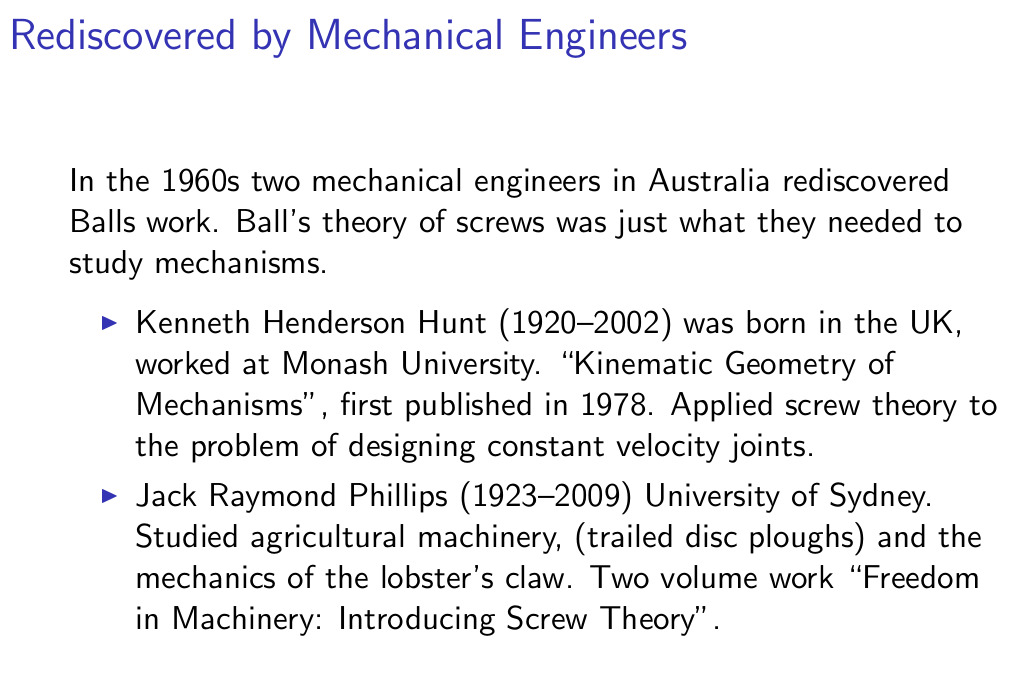 Rediscovered by Mechanical Engineers
In the 1960s two mechanical engineers in Australia rediscovered
Balls work. Ball's theory of screws was just what they needed to
study mechanisms.
▶ Kenneth Henderson Hunt (1920–2002) was born in the UK,
worked at Monash University. “Kinematic Geometry of
Mechanisms”, first published in 1978. Applied screw theory to
the problem of designing constant velocity joints.
▶ Jack Raymond Phillips (1923–2009) University of Sydney.
Studied agricultural machinery, (trailed disc ploughs) and the
mechanics of the lobster's claw. Two volume work “Freedom
in Machinery: Introducing Screw Theory”.